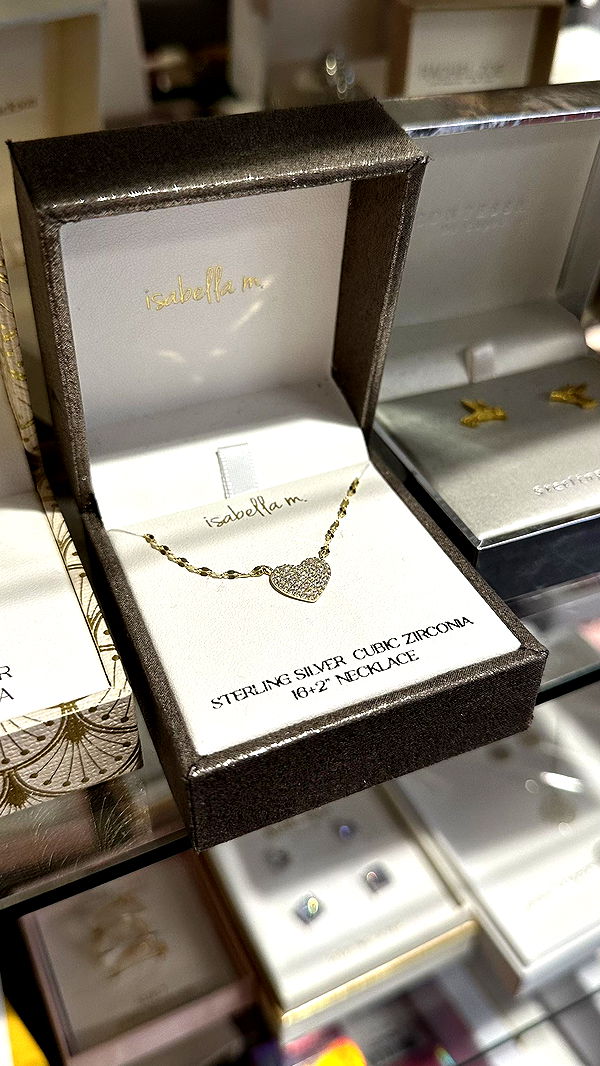 isabella m.
isabella m.
STERLING SILVER CUBIC ZIRCONIA
16+2" NECKLACE
R
A